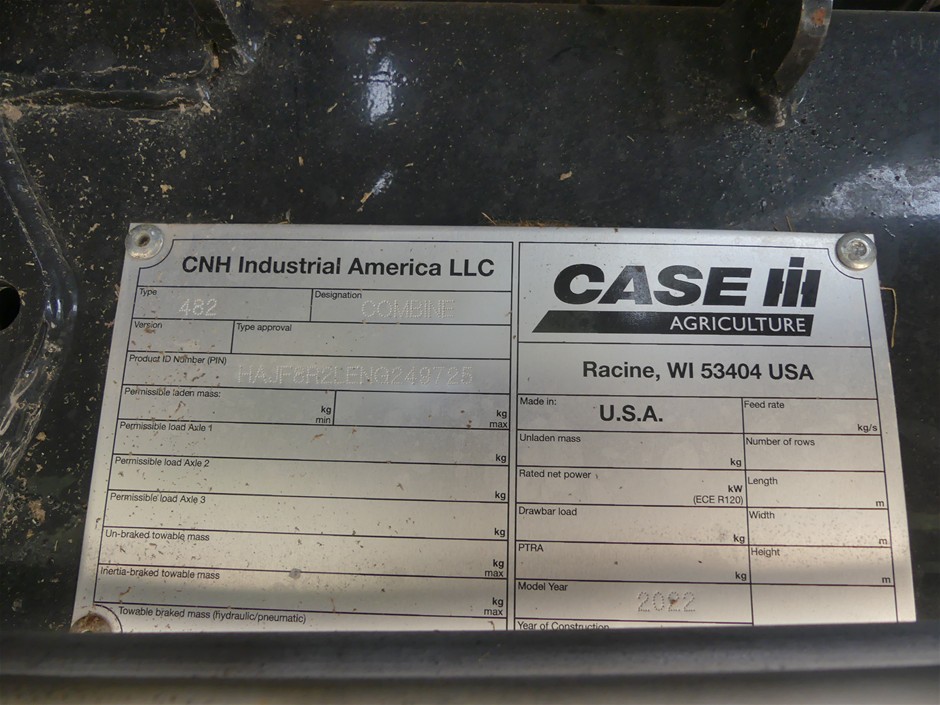 CNH Industrial America LLC
Type
482
Designation
COMBINE
Version
Type approval
Product ID Number (PIN)
HAJF8R2LENG249725
Permissible laden mass:
kg
min
kg
max
Permissible load Axle 1
kg
Permissible load Axle 2
kg
Permissible load Axle 3
kg
Un-braked towable mass
kg
max
Inertia-braked towable mass
kg
max
Towable braked mass (hydraulic/pneumatic)
CASE IH
AGRICULTURE
Racine, WI 53404 USA
Made in:
U.S.A.
Feed rate
kg/s
Unladen mass
kg
Number of rows
Rated net power
kW
(ECE R120)
Length
m
Drawbar load
kg
Width
m
PTRA
kg
Height
m
Model Year
2022
Year of Construction